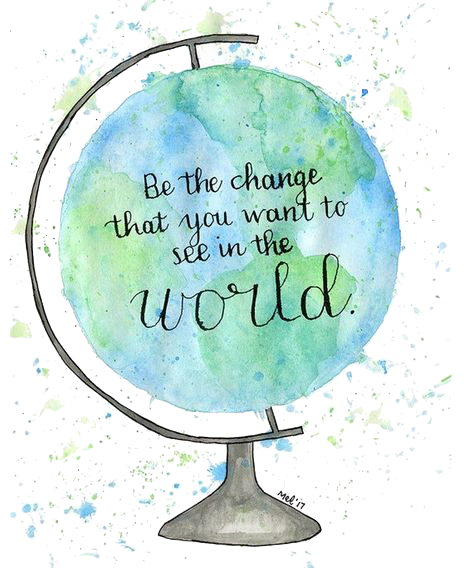 Be the change
that you want to
see in the
world.
Mel '17